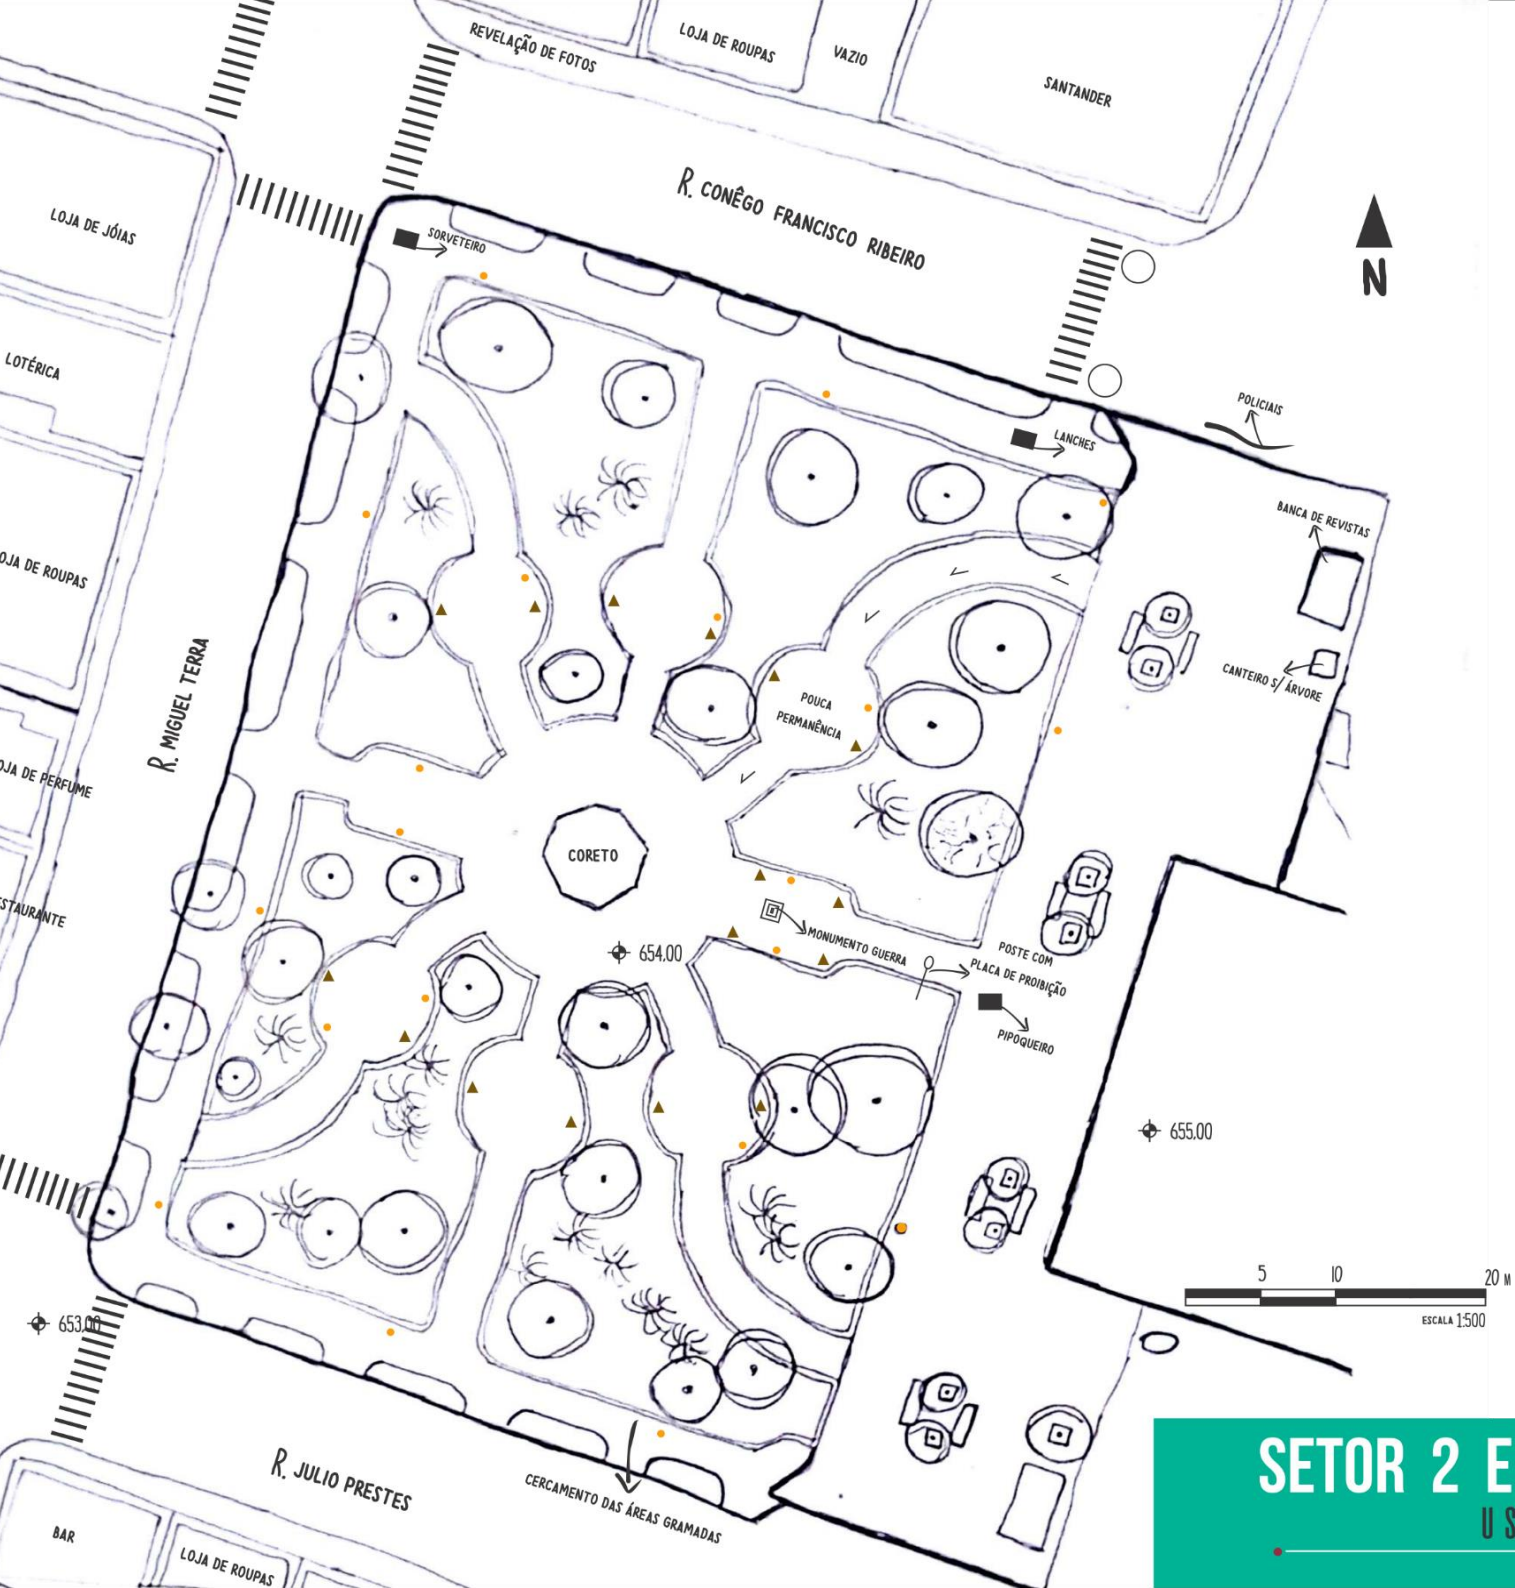 REVELAÇÃO DE FOTOS
LOJA DE ROUPAS
VAZIO
SANTANDER
R. CONÊGO FRANCISCO RIBEIRO
LOJA DE JÓIAS
SORVETEIRO
N
LOTÉRICA
POLICIAIS
LANCHES
BANCA DE REVISTAS
OJA DE ROUPAS
CANTEIRO S/ ÁRVORE
R. MIGUEL TERRA
POUCA
PERMANÊNCIA
OJA DE PERFUME
CORETO
STAURANTE
MONUMENTO GUERRA
654.00
POSTE COM
PLACA DE PROIBIÇÃO
PIPOQUEIRO
655.00
5 10 20 M
ESCALA 1:500
653.00
R. JULIO PRESTES
CERCAMENTO DAS ÁREAS GRAMADAS
BAR
LOJA DE ROUPAS
SETOR 2 E
US